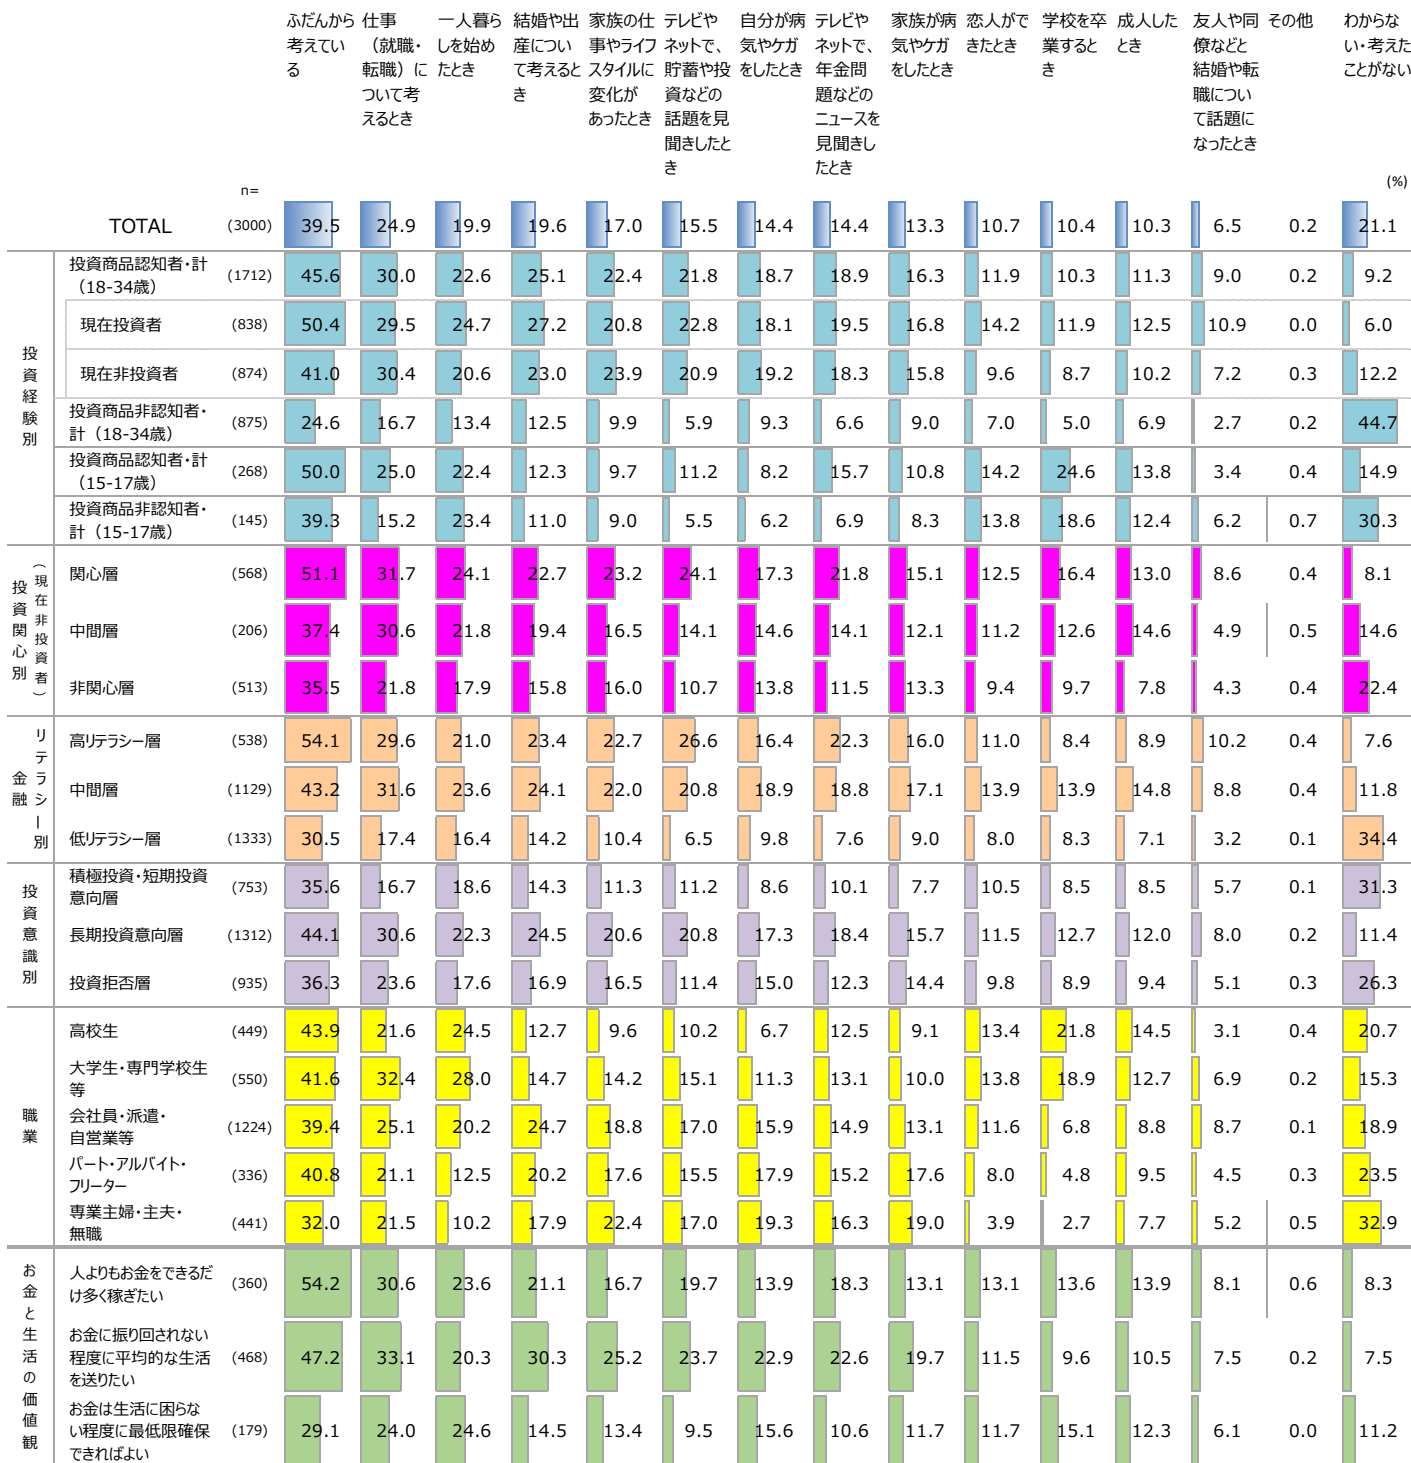 ふだんから考えている
仕事（就職・転職）について考えるとき
一人暮らしを始めたとき
結婚や出産について考えるとき
家族の仕事やライフスタイルに変化があったとき
テレビやネットで、貯蓄や投資などの話題を見聞きしたとき
自分が病気やケガをしたとき
テレビやネットで、年金問題などのニュースを見聞きしたとき
家族が病気やケガをしたとき
恋人ができたとき
学校を卒業するとき
成人したとき
友人や同僚などと結婚や転職について話題になったとき
その他
わからない・考えたことがない
n=
(%)
TOTAL (3000) 39.5 24.9 19.9 19.6 17.0 15.5 14.4 14.4 13.3 10.7 10.4 10.3 6.5 0.2 21.1
投資経験別
投資商品認知者・計（18-34歳） (1712) 45.6 30.0 22.6 25.1 22.4 21.8 18.7 18.9 16.3 11.9 10.3 11.3 9.0 0.2 9.2
現在投資者 (838) 50.4 29.5 24.7 27.2 20.8 22.8 18.1 19.5 16.8 14.2 11.9 12.5 10.9 0.0 6.0
現在非投資者 (874) 41.0 30.4 20.6 23.0 23.9 20.9 19.2 18.3 15.8 9.6 8.7 10.2 7.2 0.3 12.2
投資商品非認知者・計（18-34歳） (875) 24.6 16.7 13.4 12.5 9.9 5.9 9.3 6.6 9.0 7.0 5.0 6.9 2.7 0.2 44.7
投資商品認知者・計（15-17歳） (268) 50.0 25.0 22.4 12.3 9.7 11.2 8.2 15.7 10.8 14.2 24.6 13.8 3.4 0.4 14.9
投資商品非認知者・計（15-17歳） (145) 39.3 15.2 23.4 11.0 9.0 5.5 6.2 6.9 8.3 13.8 18.6 12.4 6.2 0.7 30.3
投資関心別（現在非投資者）
関心層 (568) 51.1 31.7 24.1 22.7 23.2 24.1 17.3 21.8 15.1 12.5 16.4 13.0 8.6 0.4 8.1
中間層 (206) 37.4 30.6 21.8 19.4 16.5 14.1 14.6 14.1 12.1 11.2 12.6 14.6 4.9 0.5 14.6
非関心層 (513) 35.5 21.8 17.9 15.8 16.0 10.7 13.8 11.5 13.3 9.4 9.7 7.8 4.3 0.4 22.4
金融リテラシー別
高リテラシー層 (538) 54.1 29.6 21.0 23.4 22.7 26.6 16.4 22.3 16.0 11.0 8.4 8.9 10.2 0.4 7.6
中間層 (1129) 43.2 31.6 23.6 24.1 22.0 20.8 18.9 18.8 17.1 13.9 13.9 14.8 8.8 0.4 11.8
低リテラシー層 (1333) 30.5 17.4 16.4 14.2 10.4 6.5 9.8 7.6 9.0 8.0 8.3 7.1 3.2 0.1 34.4
投資意識別
積極投資・短期投資意向層 (753) 35.6 16.7 18.6 14.3 11.3 11.2 8.6 10.1 7.7 10.5 8.5 8.5 5.7 0.1 31.3
長期投資意向層 (1312) 44.1 30.6 22.3 24.5 20.6 20.8 17.3 18.4 15.7 11.5 12.7 12.0 8.0 0.2 11.4
投資拒否層 (935) 36.3 23.6 17.6 16.9 16.5 11.4 15.0 12.3 14.4 9.8 8.9 9.4 5.1 0.3 26.3
職業
高校生 (449) 43.9 21.6 24.5 12.7 9.6 10.2 6.7 12.5 9.1 13.4 21.8 14.5 3.1 0.4 20.7
大学生・専門学校生等 (550) 41.6 32.4 28.0 14.7 14.2 15.1 11.3 13.1 10.0 13.8 18.9 12.7 6.9 0.2 15.3
会社員・派遣・自営業等 (1224) 39.4 25.1 20.2 24.7 18.8 17.0 15.9 14.9 13.1 11.6 6.8 8.8 8.7 0.1 18.9
パート・アルバイト・フリーター (336) 40.8 21.1 12.5 20.2 17.6 15.5 17.9 15.2 17.6 8.0 4.8 9.5 4.5 0.3 23.5
専業主婦・主夫・無職 (441) 32.0 21.5 10.2 17.9 22.4 17.0 19.3 16.3 19.0 3.9 2.7 7.7 5.2 0.5 32.9
お金と生活の価値観
人よりもお金をできるだけ多く稼ぎたい (360) 54.2 30.6 23.6 21.1 16.7 19.7 13.9 18.3 13.1 13.1 13.6 13.9 8.1 0.6 8.3
お金に振り回されない程度に平均的な生活を送りたい (468) 47.2 33.1 20.3 30.3 25.2 23.7 22.9 22.6 19.7 11.5 9.6 10.5 7.5 0.2 7.5
お金は生活に困らない程度に最低限確保できればよい (179) 29.1 24.0 24.6 14.5 13.4 9.5 15.6 10.6 11.7 11.7 15.1 12.3 6.1 0.0 11.2